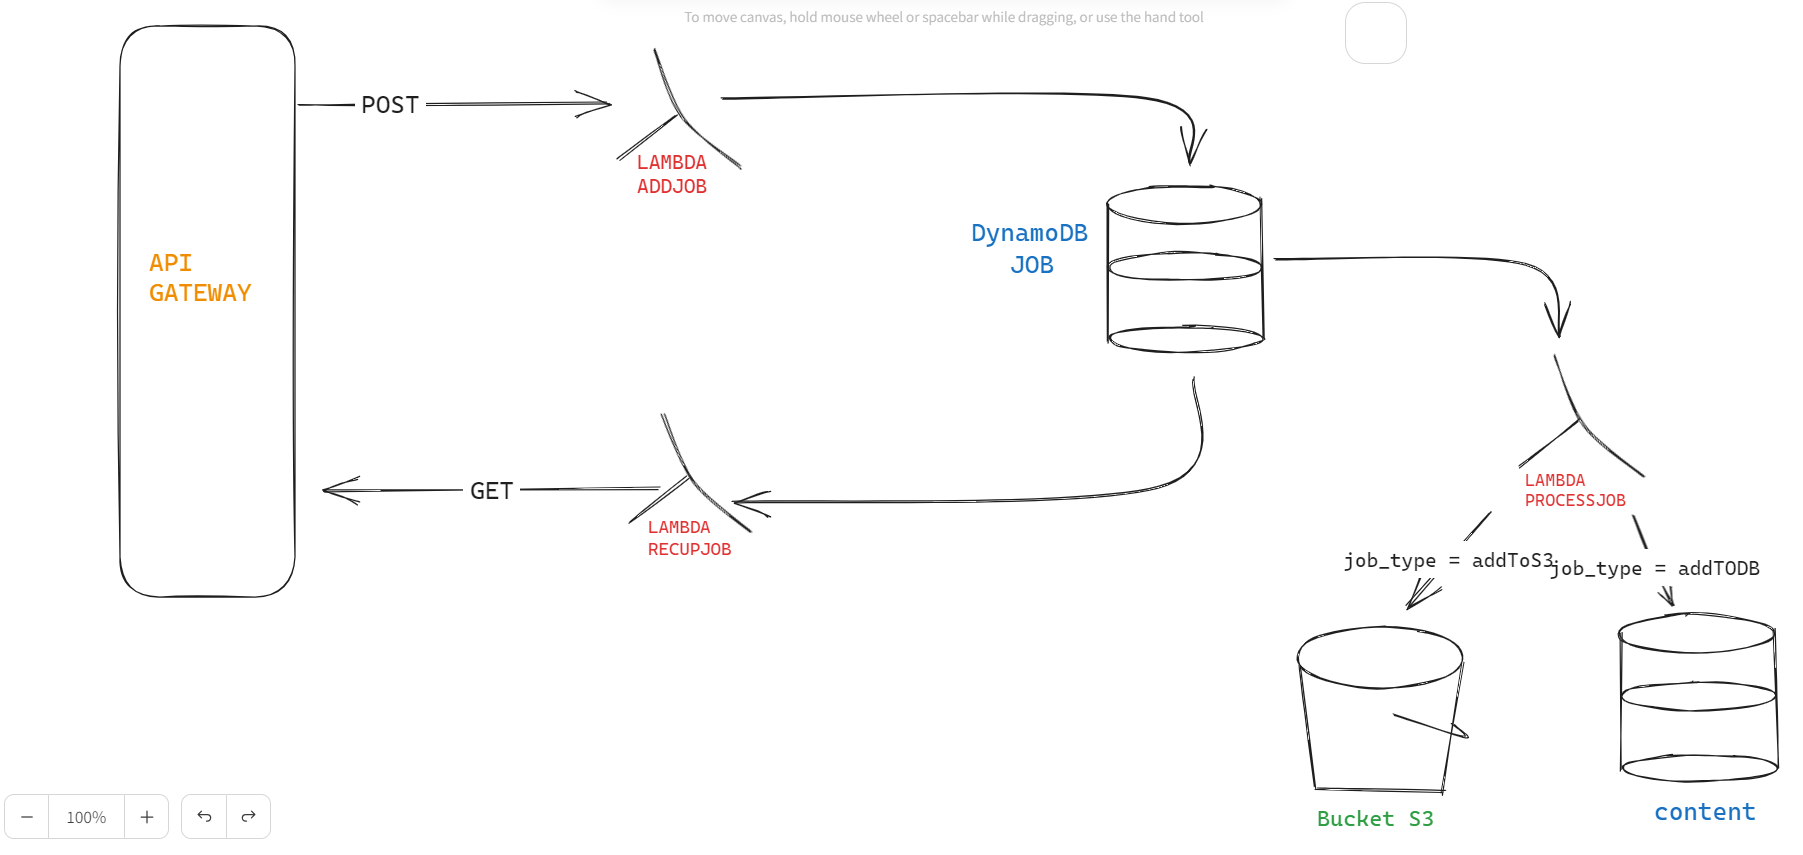 To move canvas, hold mouse wheel or spacebar while dragging, or use the hand tool
POST
LAMBDA
ADDJOB
DynamoDB
JOB
API
GATEWAY
GET
LAMBDA
RECUPJOB
LAMBDA
PROCESSJOB
job_type = addToS3
job_type = addTODB
Bucket S3
content
100%